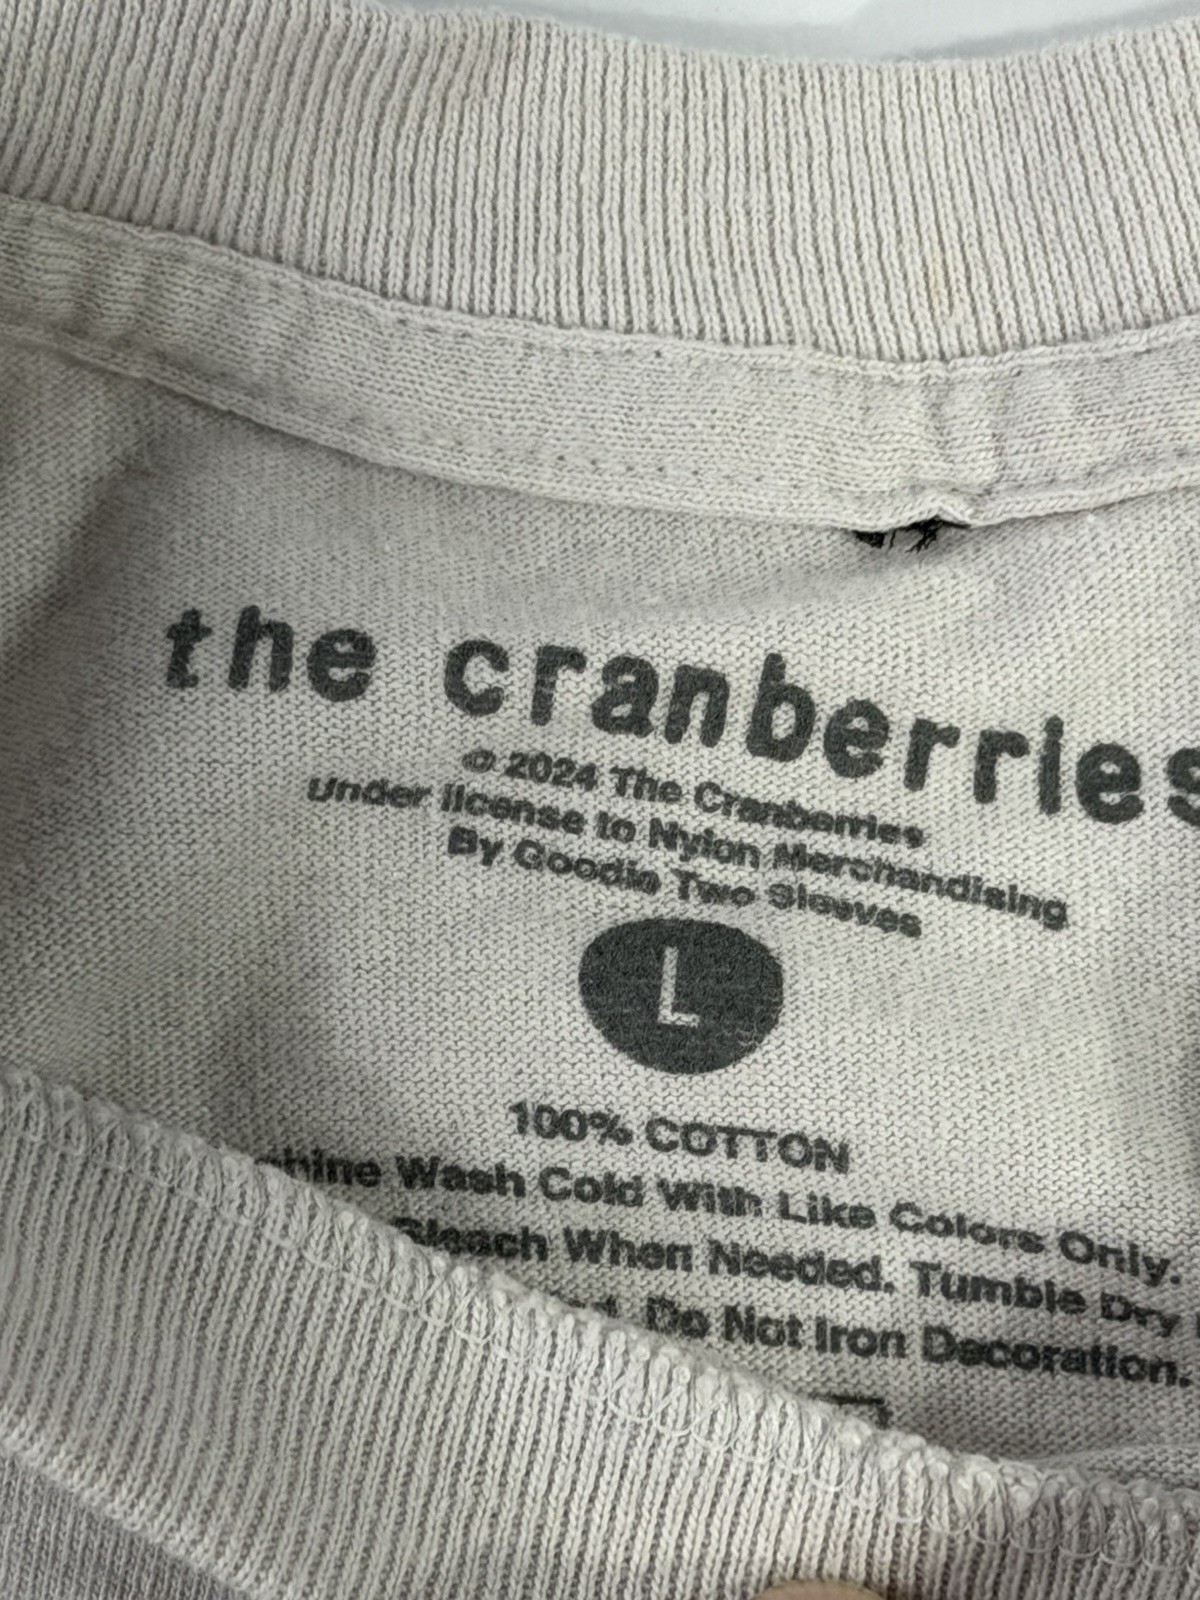 the cranberries
© 2024 The Cranberries
Under license to Nylon Merchandising
By Goodie Two Sleeves
L
100% COTTON
Wash Cold With Like Colors Only.
Bleach When Needed. Tumble Dry
Do Not Iron Decoration.